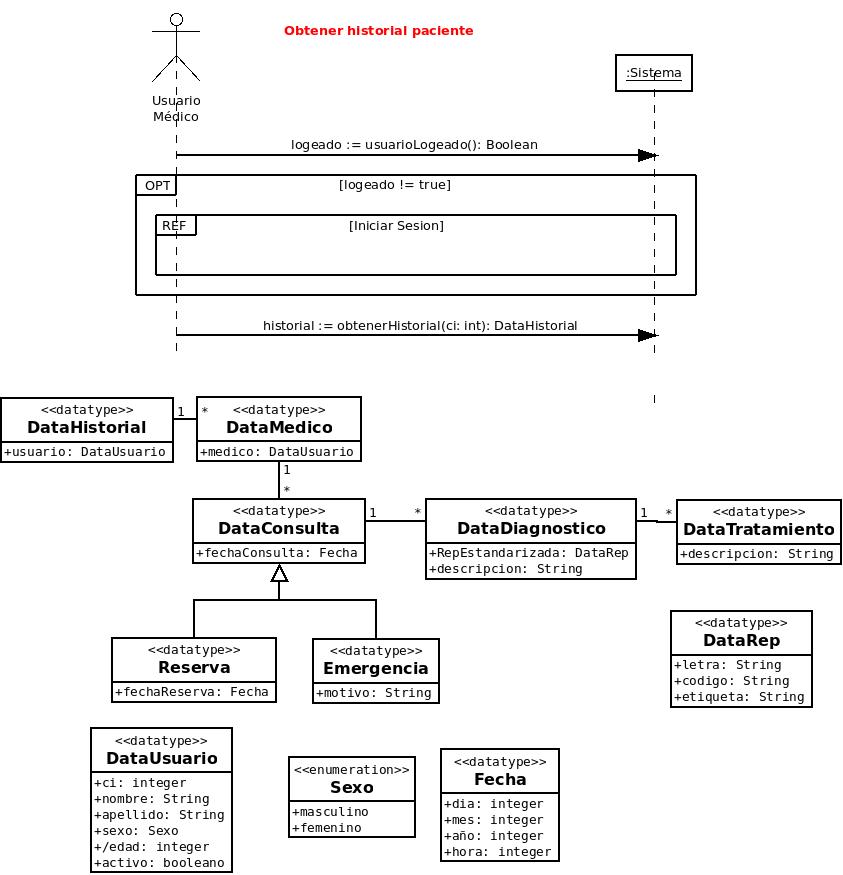 Obtener historial paciente
:Sistema
Usuario
Médico
logeado := usuarioLogeado(): Boolean
OPT
[logeado != true]
REF
[Iniciar Sesion]
historial := obtenerHistorial(ci: int): DataHistorial
<<datatype>>
DataHistorial
+usuario: DataUsuario
1
*
<<datatype>>
DataMedico
+medico: DataUsuario
1
*
<<datatype>>
DataConsulta
+fechaConsulta: Fecha
1
*
<<datatype>>
DataDiagnostico
+RepEstandarizada: DataRep
+descripcion: String
1
*
<<datatype>>
DataTratamiento
+descripcion: String
<<datatype>>
Reserva
+fechaReserva: Fecha
<<datatype>>
Emergencia
+motivo: String
<<datatype>>
DataRep
+letra: String
+codigo: String
+etiqueta: String
<<datatype>>
DataUsuario
+ci: integer
+nombre: String
+apellido: String
+sexo: Sexo
+/edad: integer
+activo: booleano
<<enumeration>>
Sexo
+masculino
+femenino
<<datatype>>
Fecha
+dia: integer
+mes: integer
+año: integer
+hora: integer